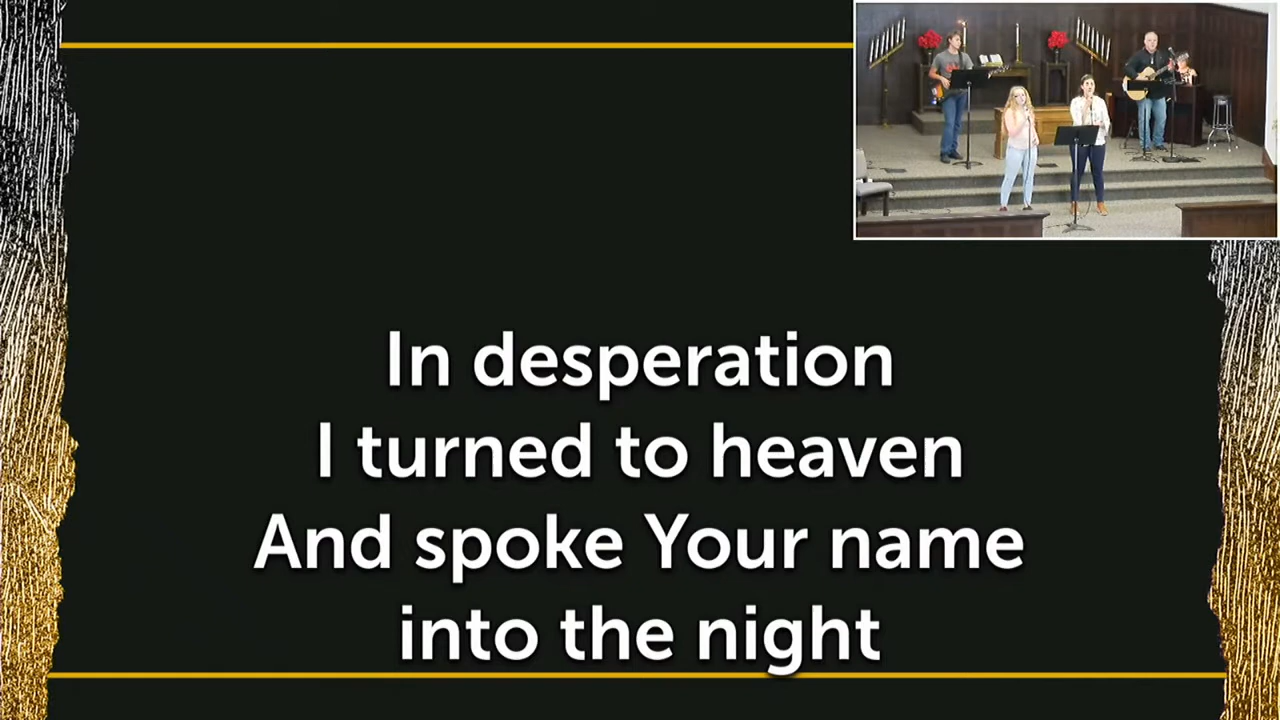 In desperation
I turned to heaven
And spoke Your name
into the night